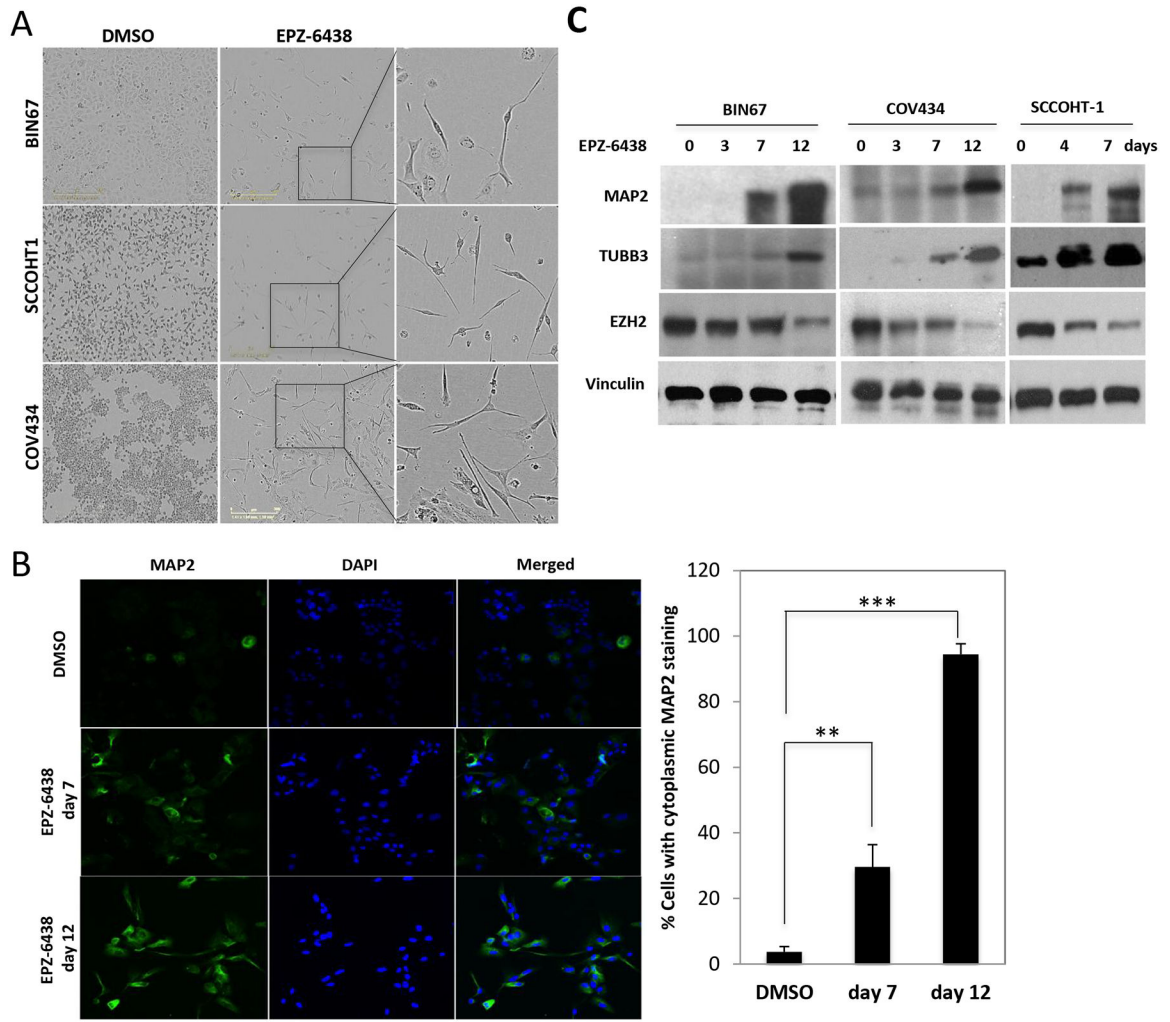 A
DMSO
EPZ-6438
BIN67
SCCOHT1
COV434
C
BIN67
COV434
SCCOHT-1
EPZ-6438
0 3 7 12
0 3 7 12
0 4 7 days
MAP2
TUBB3
EZH2
Vinculin
B
MAP2
DAPI
Merged
DMSO
EPZ-6438
day 7
EPZ-6438
day 12
% Cells with cytoplasmic MAP2 staining
120
100
80
60
40
20
0
***
**
DMSO
day 7
day 12